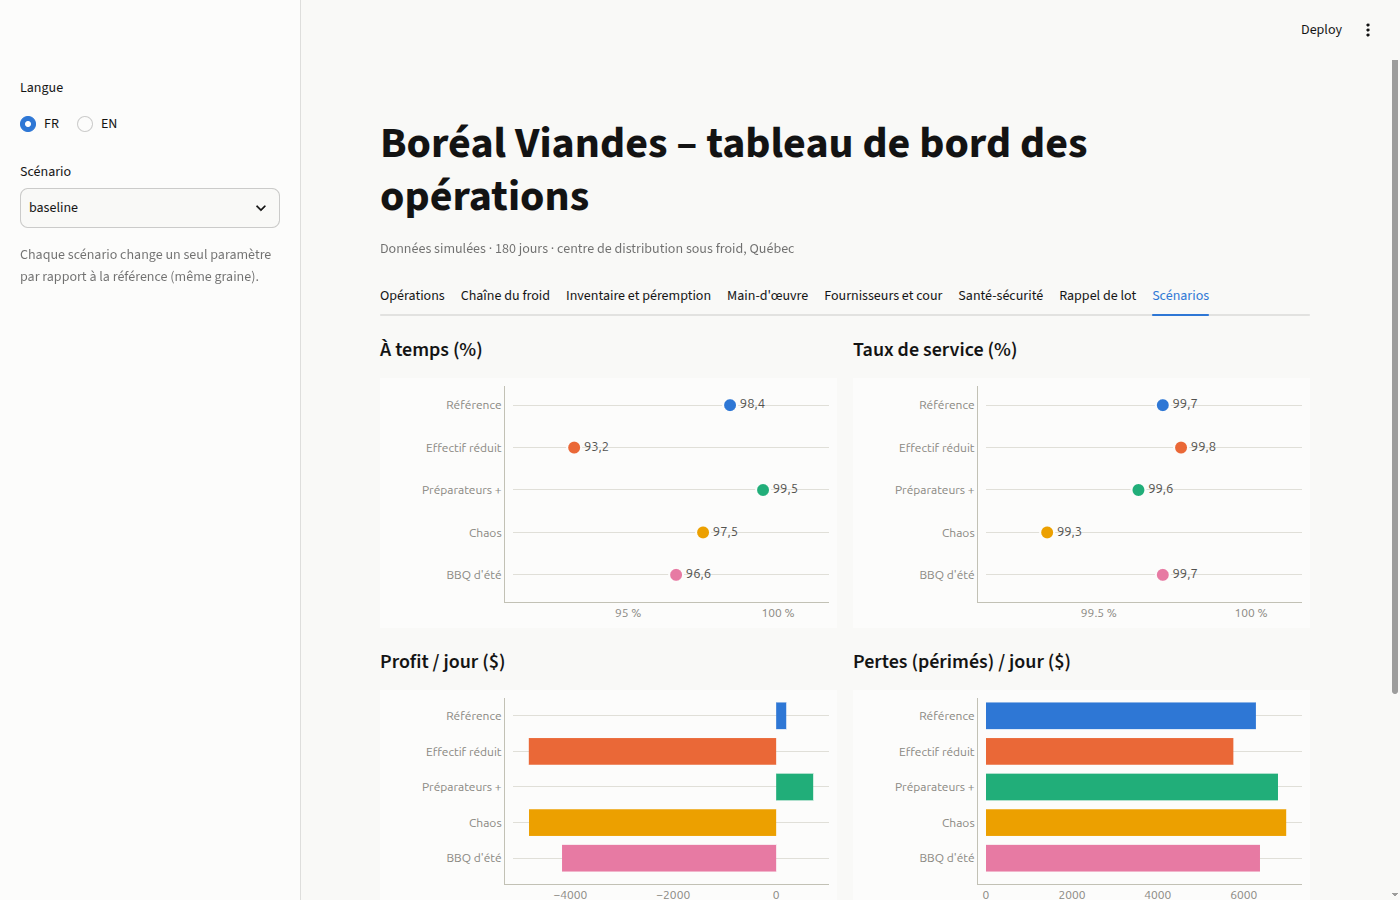 Deploy
Langue
FR
EN
Scénario
baseline
Chaque scénario change un seul paramètre
par rapport à la référence (même graine).
Boréal Viandes – tableau de bord des
opérations
Données simulées · 180 jours · centre de distribution sous froid, Québec
Opérations Chaîne du froid Inventaire et péremption Main-d'œuvre Fournisseurs et cour Santé-sécurité Rappel de lot Scénarios
À temps (%)
Référence 98,4
Effectif réduit 93,2
Préparateurs + 99,5
Chaos 97,5
BBQ d'été 96,6
95 % 100 %
Taux de service (%)
Référence 99,7
Effectif réduit 99,8
Préparateurs + 99,6
Chaos 99,3
BBQ d'été 99,7
99.5 % 100 %
Profit / jour ($)
Référence
Effectif réduit
Préparateurs +
Chaos
BBQ d'été
−4000 −2000 0
Pertes (périmés) / jour ($)
Référence
Effectif réduit
Préparateurs +
Chaos
BBQ d'été
0 2000 4000 6000